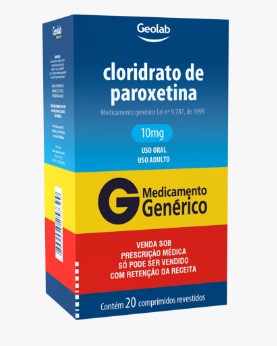 Geolab
cloridrato de
paroxetina
Medicamento genérico Lei nº 9.787, de 1999
10mg
USO ORAL
USO ADULTO
G Medicamento
Genérico
VENDA SOB
PRESCRIÇÃO MÉDICA
SÓ PODE SER VENDIDO
COM RETENÇÃO DA RECEITA
Contém 20 comprimidos revestidos